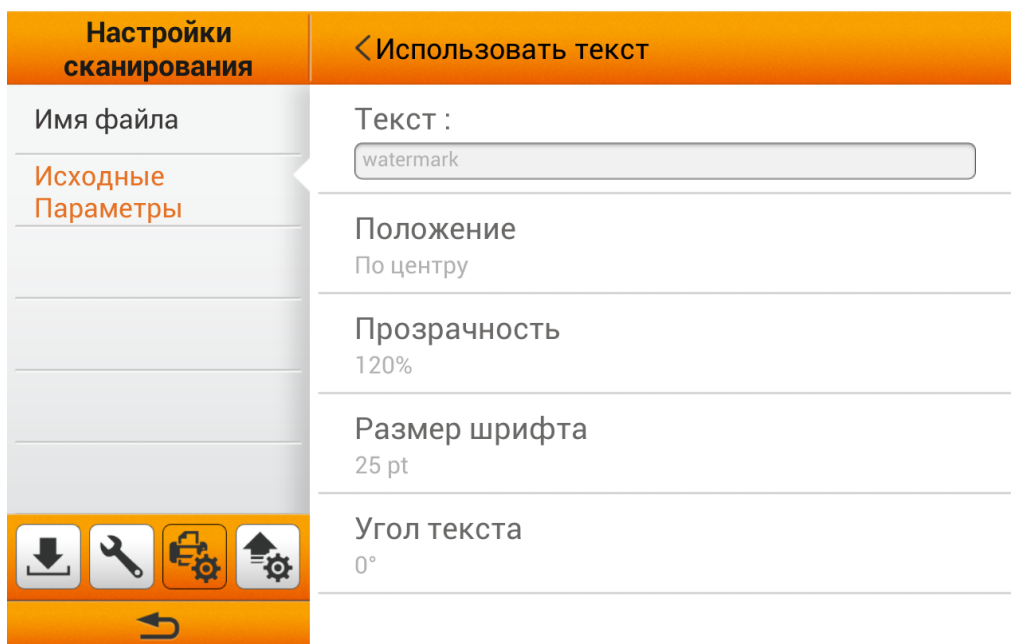 Настройки
сканирования
Использовать текст
Имя файла
Исходные
Параметры
Текст :
watermark
Положение
По центру
Прозрачность
120%
Размер шрифта
25 pt
Угол текста
0°